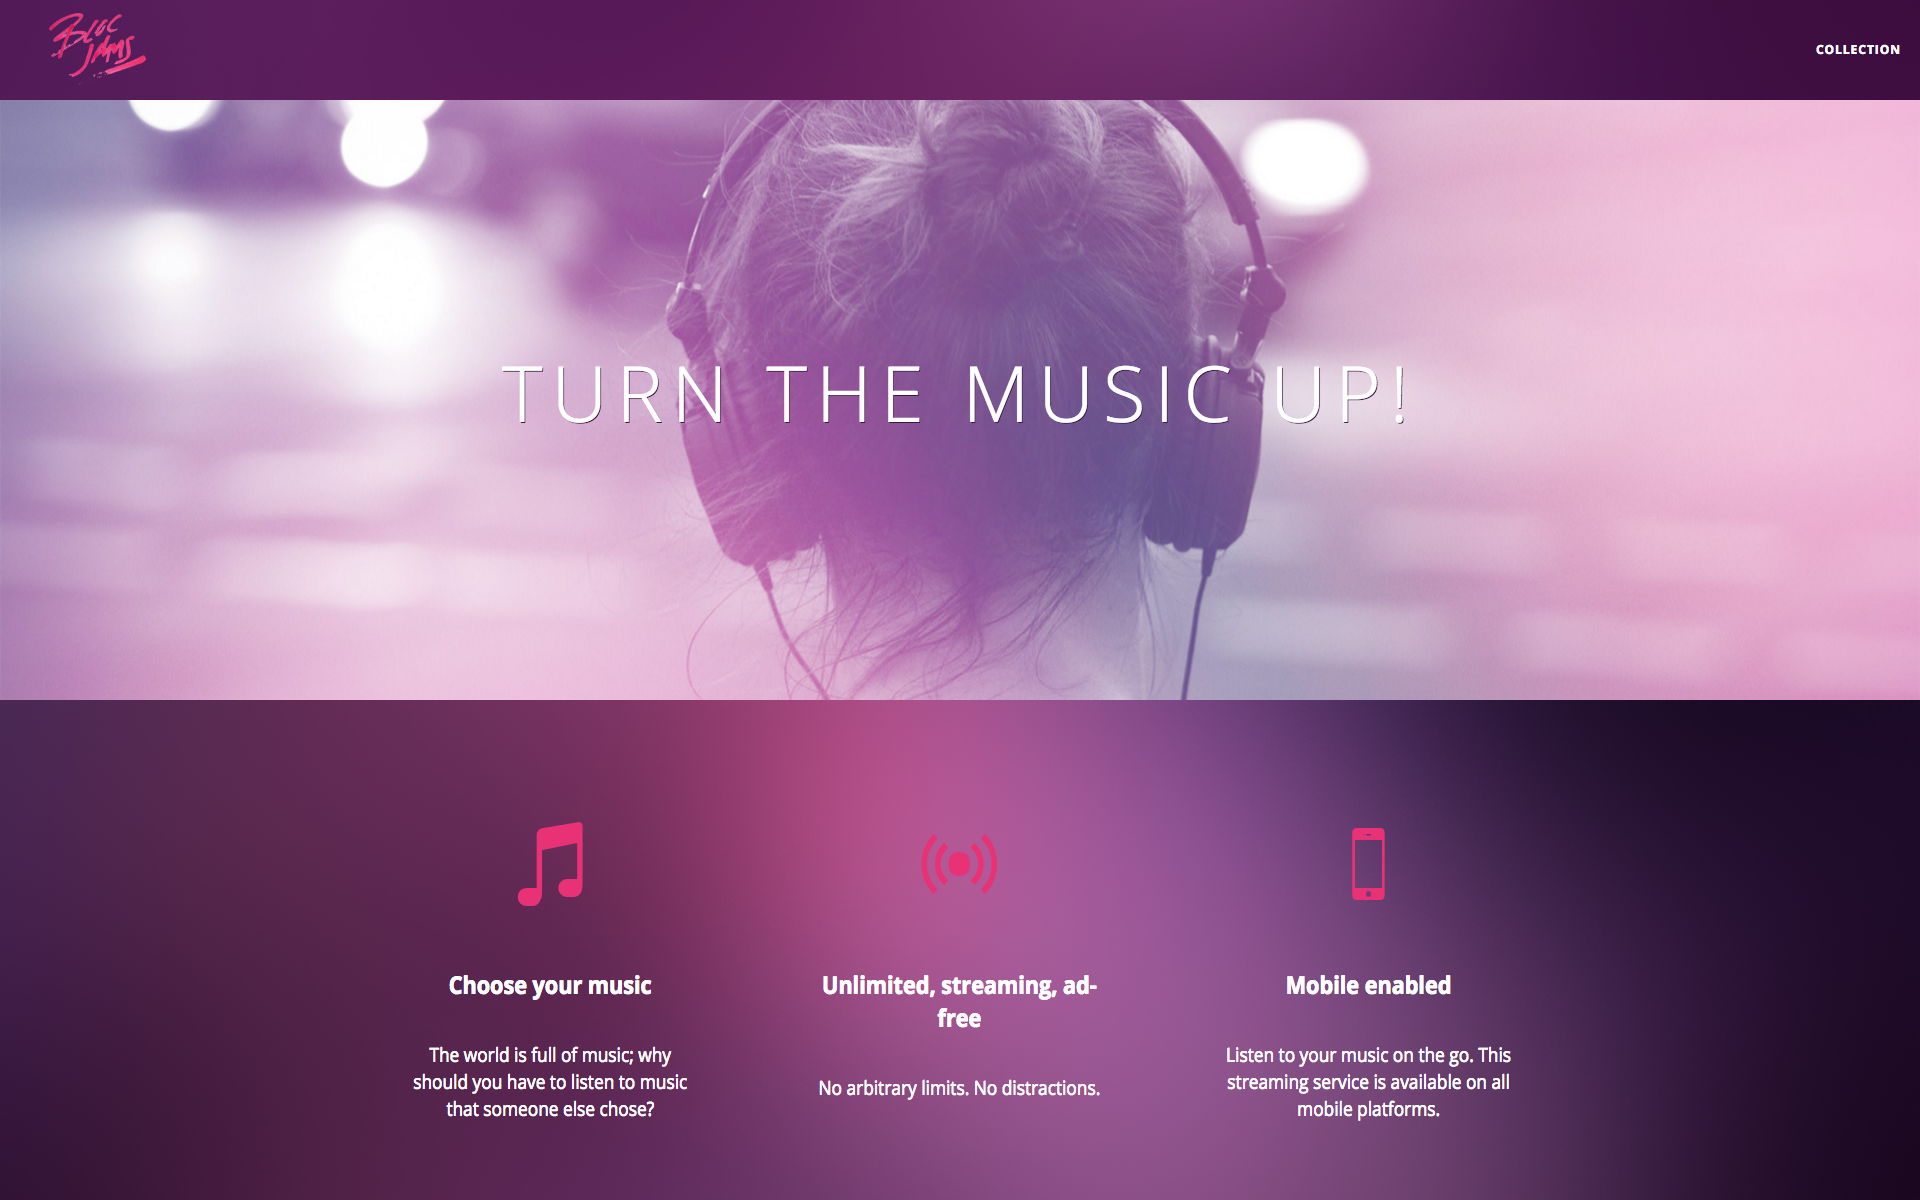 BLOC
JAMS
COLLECTION
TURN THE MUSIC UP!
Choose your music
The world is full of music; why
should you have to listen to music
that someone else chose?
Unlimited, streaming, ad-
free
No arbitrary limits. No distractions.
Mobile enabled
Listen to your music on the go. This
streaming service is available on all
mobile platforms.